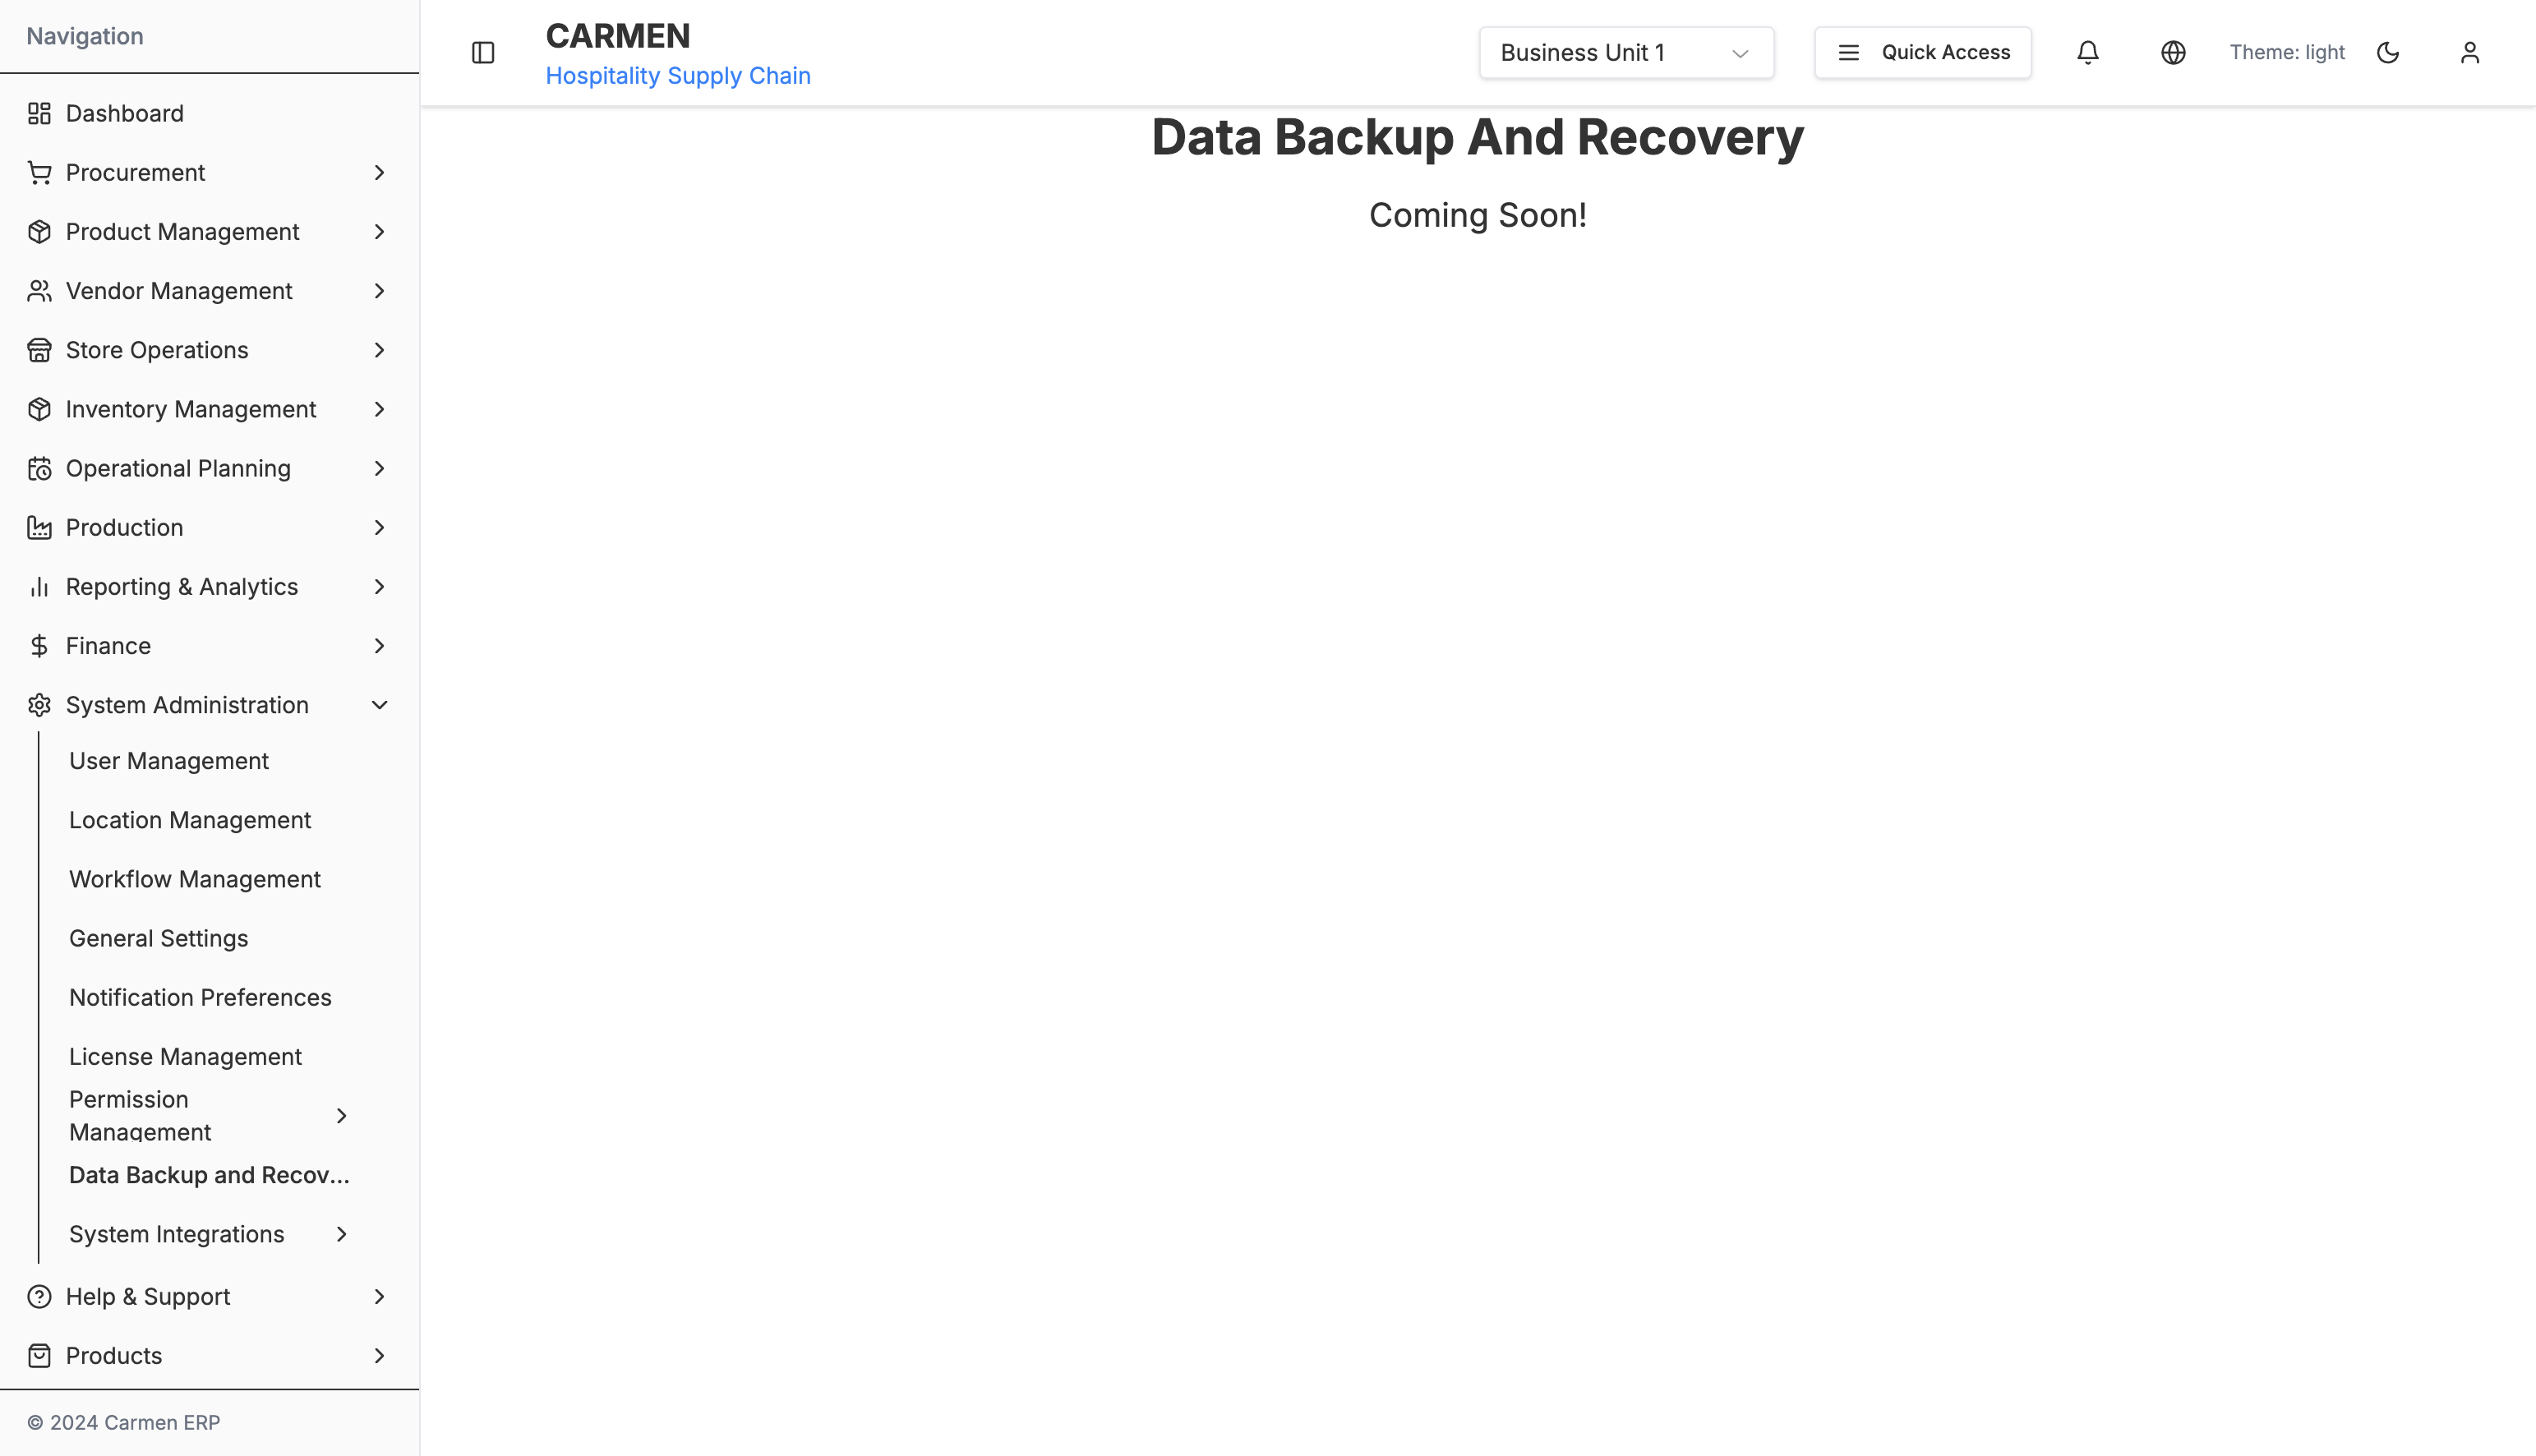 Navigation
Dashboard
Procurement
Product Management
Vendor Management
Store Operations
Inventory Management
Operational Planning
Production
Reporting & Analytics
Finance
System Administration
User Management
Location Management
Workflow Management
General Settings
Notification Preferences
License Management
Permission
Management
Data Backup and Recov...
System Integrations
Help & Support
Products
© 2024 Carmen ERP
CARMEN
Hospitality Supply Chain
Business Unit 1
Quick Access
Theme: light
Data Backup And Recovery
Coming Soon!